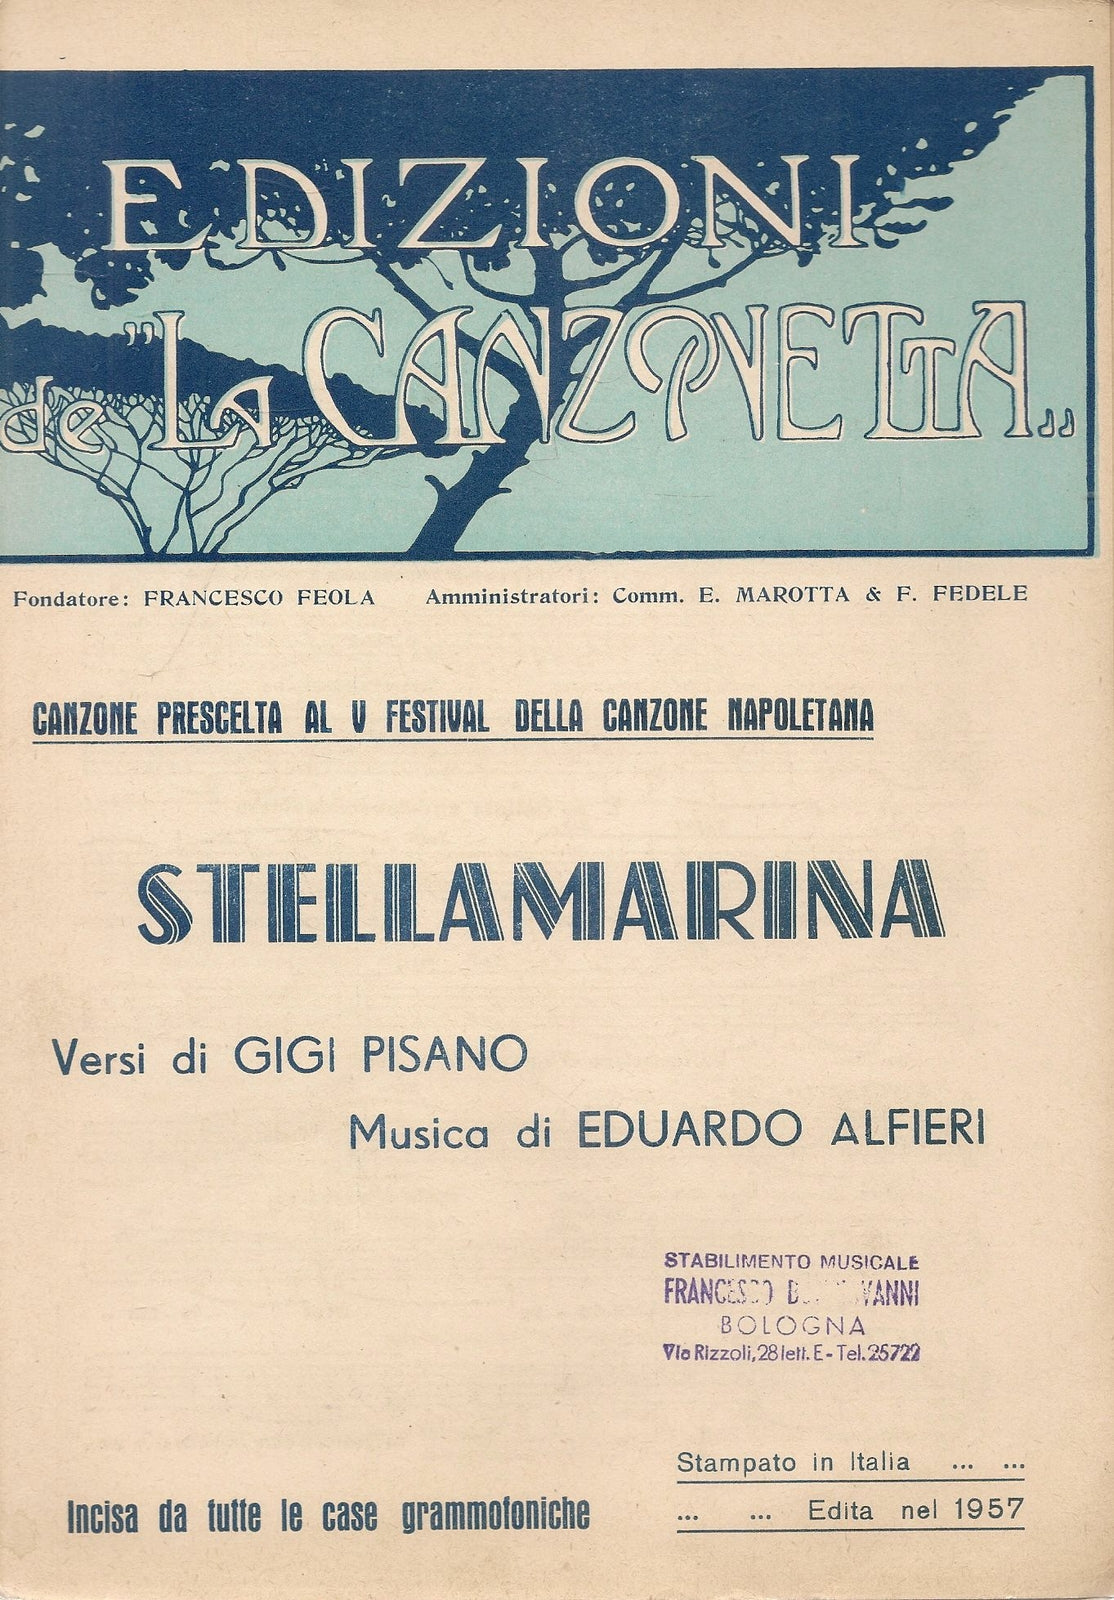 EDIZIONI
de "LA CANZONETTA„
Fondatore: FRANCESCO FEOLA Amministratori: Comm. E. MAROTTA & F. FEDELE
CANZONE PRESCELTA AL V FESTIVAL DELLA CANZONE NAPOLETANA
STELLAMARINA
Versi di GIGI PISANO
Musica di EDUARDO ALFIERI
STABILIMENTO MUSICALE
FRANCESCO
BOLOGNA
Via Rizzoli, 28 lett. E - Tel. 25722
Stampato in Italia ... ...
... ... Edita nel 1957
Incisa da tutte le case grammofoniche